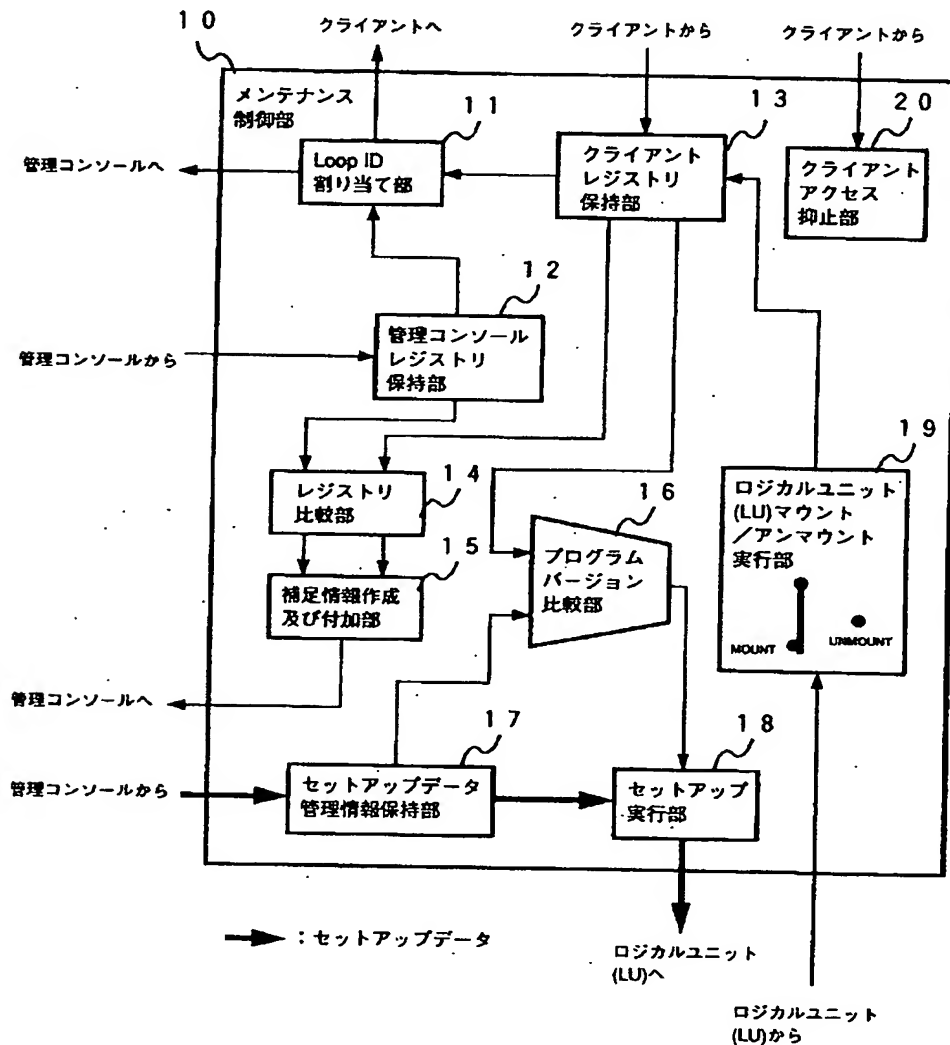 10
クライアントへ
クライアントから
クライアントから
メンテナンス
制御部
11
Loop ID
割り当て部
管理コンソールへ
13
クライアント
レジストリ
保持部
20
クライアント
アクセス
抑止部
12
管理コンソール
レジストリ
保持部
管理コンソールから
14
レジストリ
比較部
15
補足情報作成
及び付加部
16
プログラム
バージョン
比較部
19
ロジカルユニット
(LU)マウント
/アンマウント
実行部
MOUNT
UNMOUNT
管理コンソールへ
17
セットアップデータ
管理情報保持部
管理コンソールから
18
セットアップ
実行部
:セットアップデータ
ロジカルユニット
(LU)へ
ロジカルユニット
(LU)から